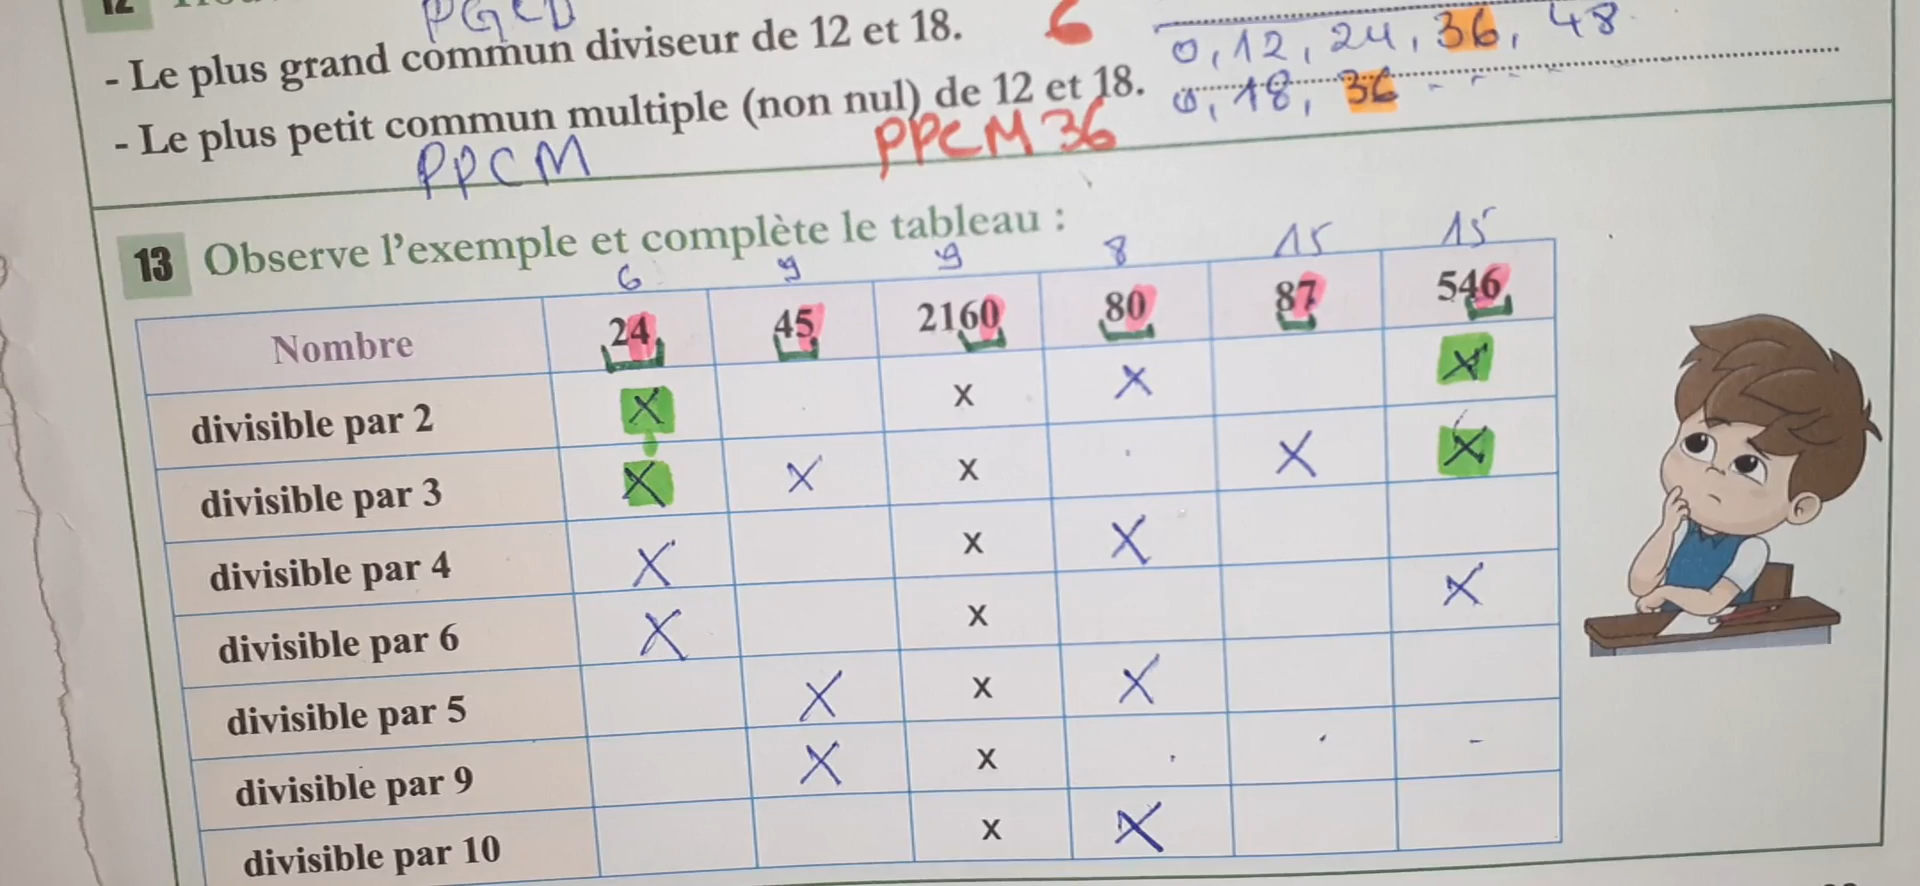 12
PGCD
- Le plus grand commun diviseur de 12 et 18. 6
0, 12, 24, 36, 48
- Le plus petit commun multiple (non nul) de 12 et 18.
0, 18, 36 - - -
PPCM PPCM 36
13 Observe l'exemple et complète le tableau :
6 9 9 8 15 15
Nombre 24 45 2160 80 87 546
divisible par 2 X x X X
divisible par 3 X X x X X
divisible par 4 X x X
divisible par 6 X x X
divisible par 5 X x X
divisible par 9 X x
divisible par 10 x X